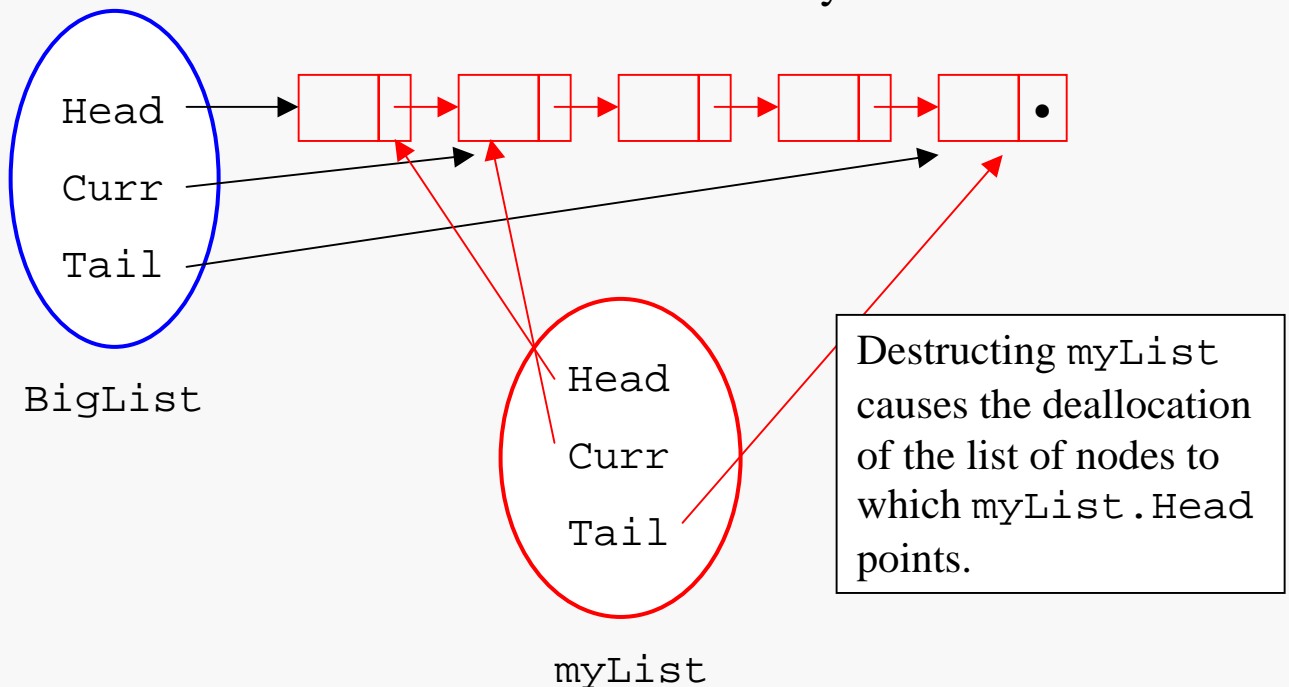 Head
Curr
Tail
BigList
Head
Curr
Tail
myList
Destructing myList
causes the deallocation
of the list of nodes to
which myList.Head
points.